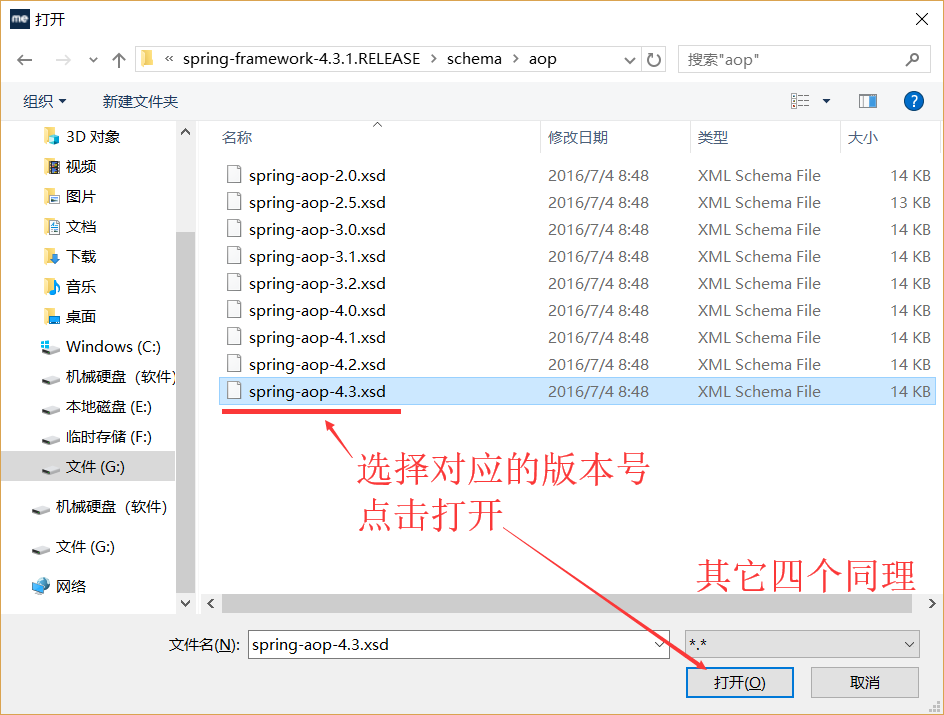 me 打开
« spring-framework-4.3.1.RELEASE > schema > aop 搜索"aop"
组织 新建文件夹 ?
名称 修改日期 类型 大小
3D 对象
视频
图片
文档
下载
音乐
桌面
Windows (C:)
机械硬盘（软件）
本地磁盘 (E:)
临时存储 (F:)
文件 (G:)
机械硬盘（软件）
文件 (G:)
网络
spring-aop-2.0.xsd 2016/7/4 8:48 XML Schema File 14 KB
spring-aop-2.5.xsd 2016/7/4 8:48 XML Schema File 13 KB
spring-aop-3.0.xsd 2016/7/4 8:48 XML Schema File 14 KB
spring-aop-3.1.xsd 2016/7/4 8:48 XML Schema File 14 KB
spring-aop-3.2.xsd 2016/7/4 8:48 XML Schema File 14 KB
spring-aop-4.0.xsd 2016/7/4 8:48 XML Schema File 14 KB
spring-aop-4.1.xsd 2016/7/4 8:48 XML Schema File 14 KB
spring-aop-4.2.xsd 2016/7/4 8:48 XML Schema File 14 KB
spring-aop-4.3.xsd 2016/7/4 8:48 XML Schema File 14 KB
选择对应的版本号
点击打开
其它四个同理
文件名(N): spring-aop-4.3.xsd *.*
打开(O) 取消